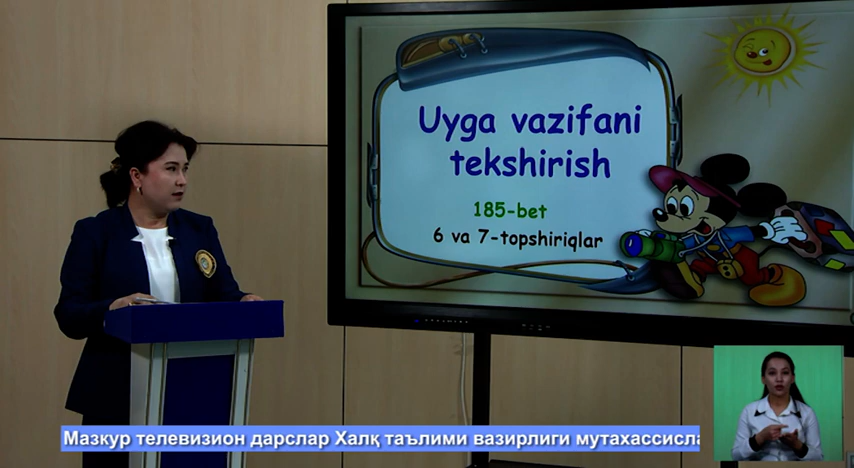 Uyga vazifani
tekshirish
185-bet
6 va 7-topshiriqlar
Мазкур телевизион дарслар Халқ таълими вазирлиги мутахассисла